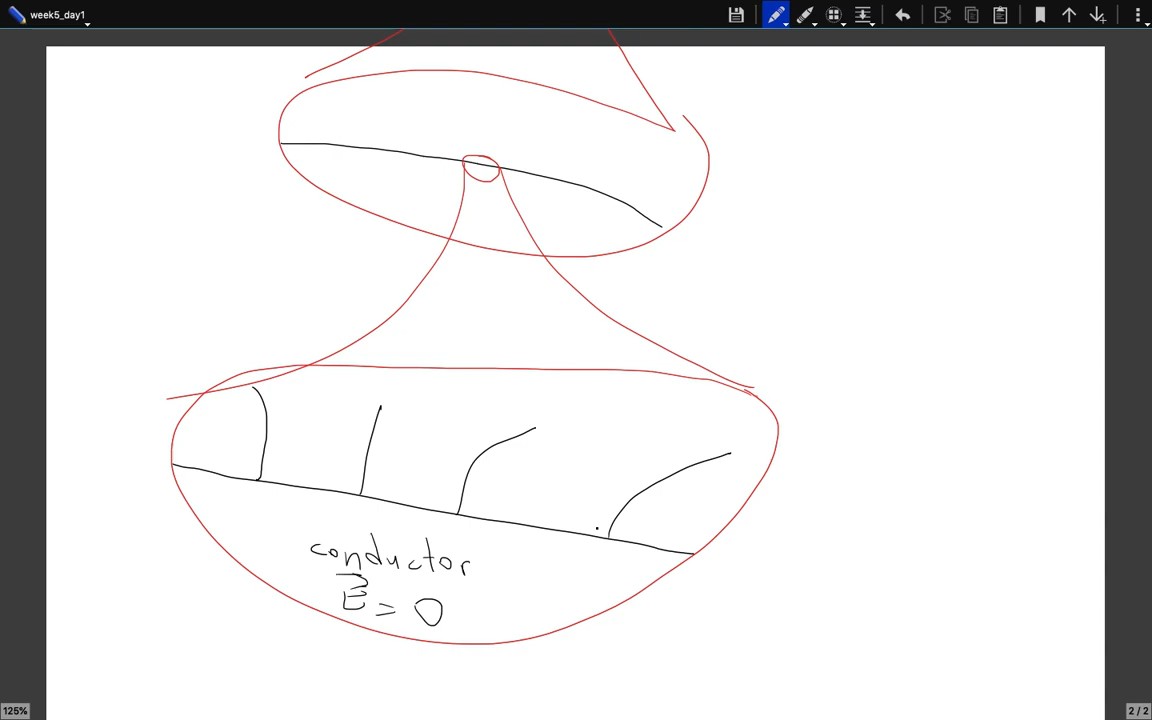 week5_day1
conductor
E⃗ = 0
125%
2 / 2